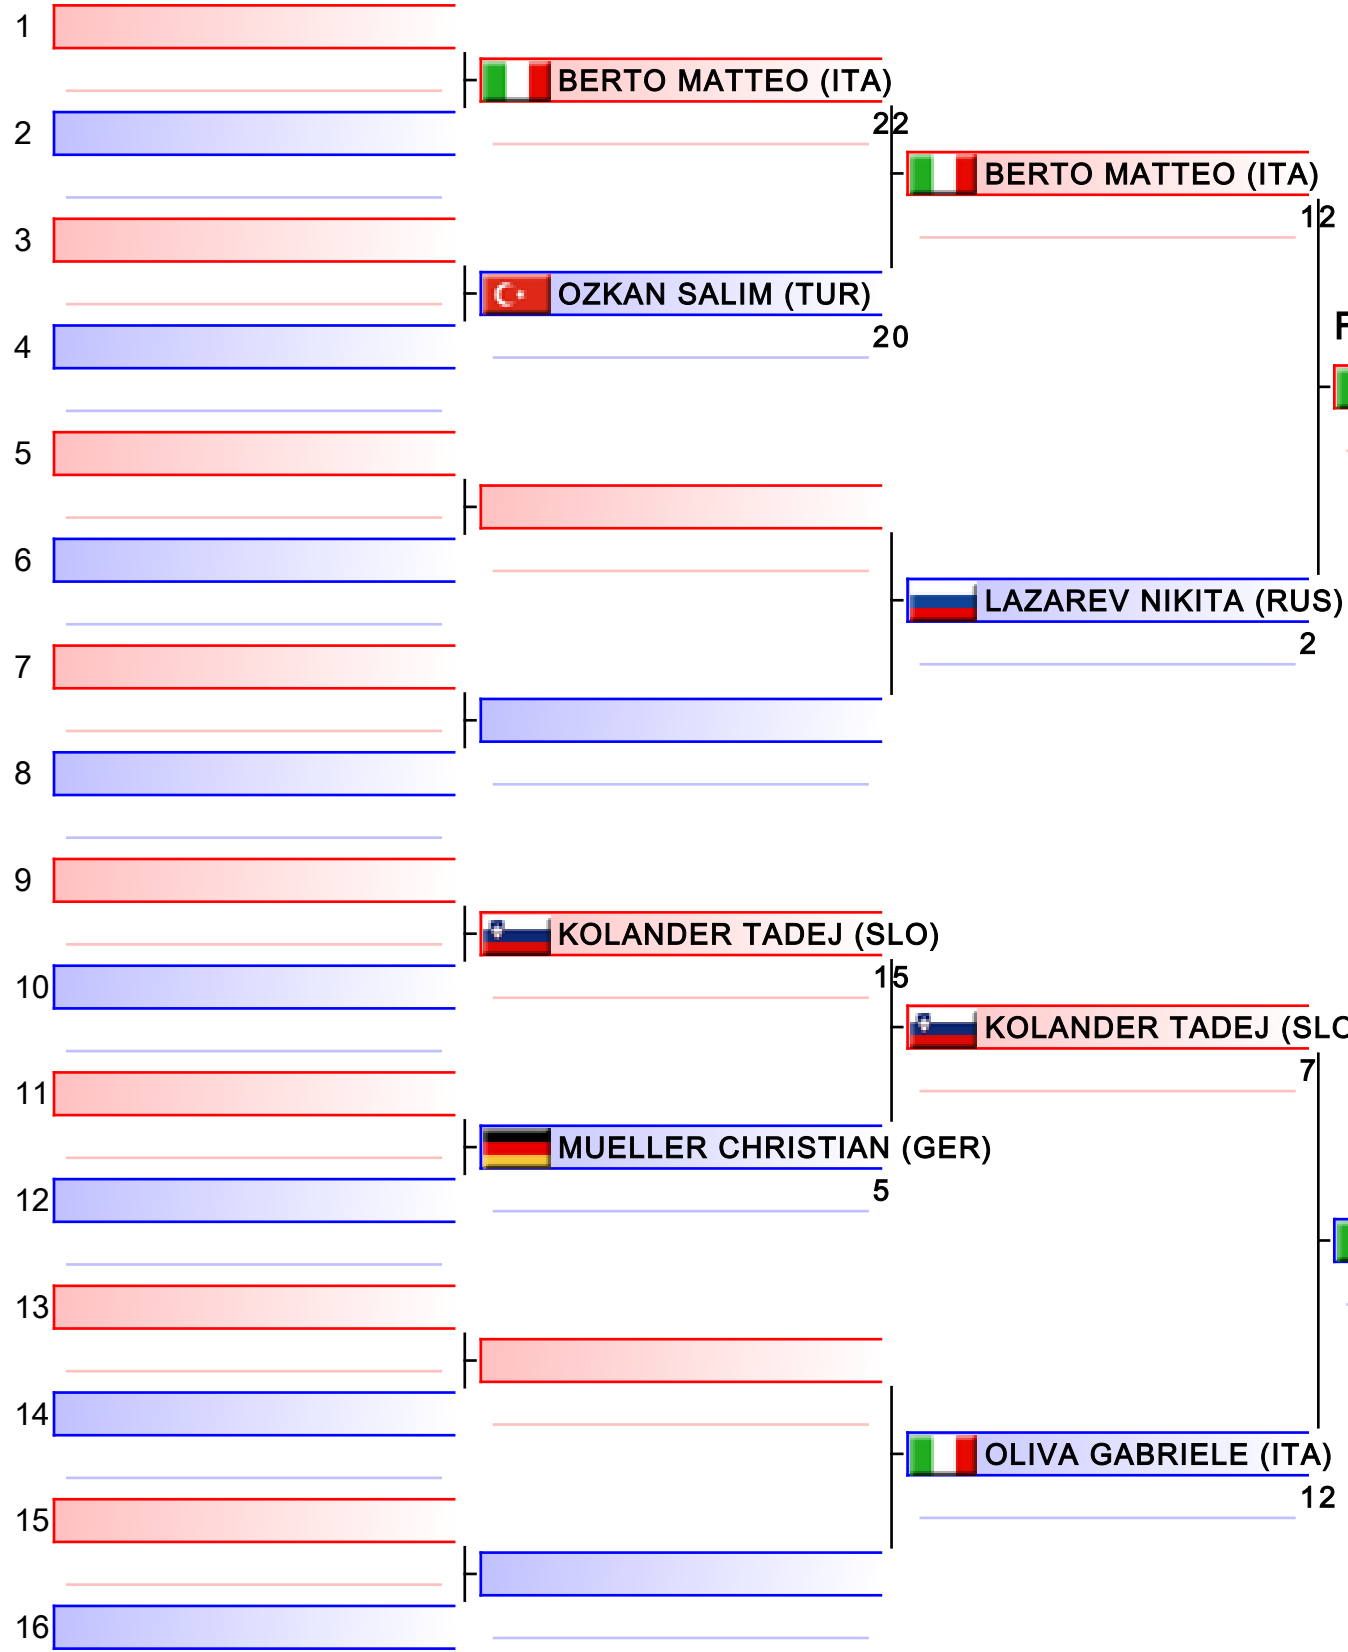 1
BERTO MATTEO (ITA)
22
2
BERTO MATTEO (ITA)
12
3
OZKAN SALIM (TUR)
20
4
F
5
6
LAZAREV NIKITA (RUS)
2
7
8
9
KOLANDER TADEJ (SLO)
15
10
KOLANDER TADEJ (SLO
7
11
MUELLER CHRISTIAN (GER)
5
12
13
14
OLIVA GABRIELE (ITA)
12
15
16